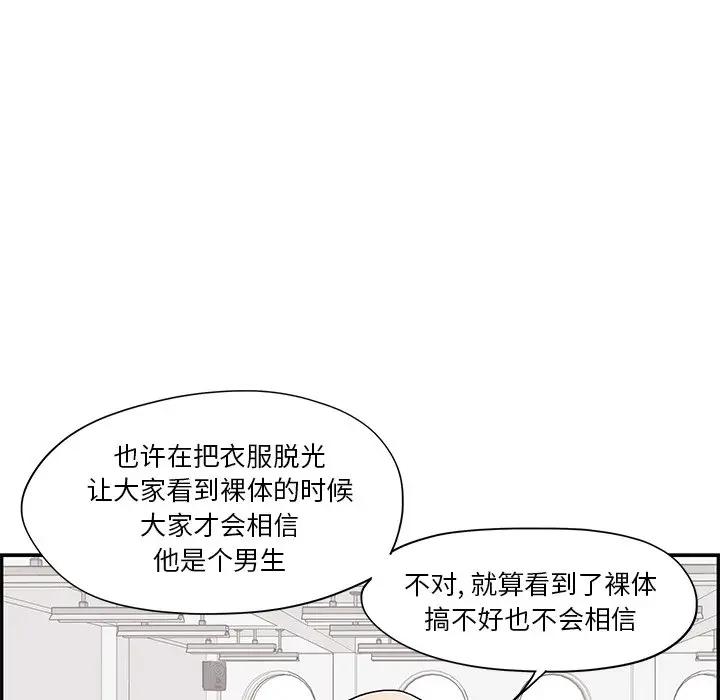 也许在把衣服脱光
让大家看到裸体的时候
大家才会相信
他是个男生
不对, 就算看到了裸体
搞不好也不会相信